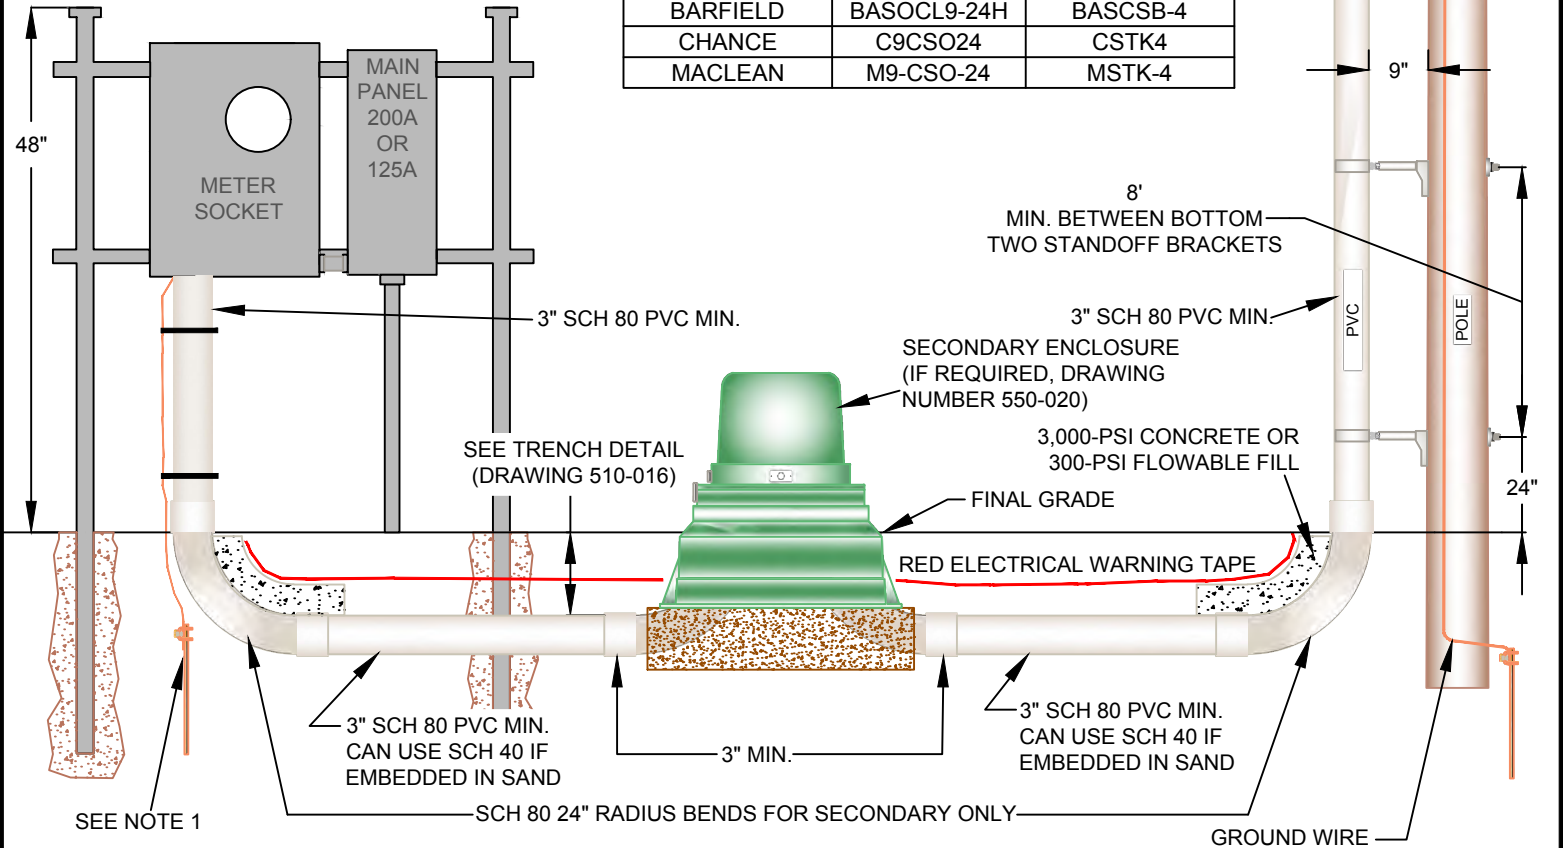 BARFIELD BASOCL9-24H BASCSB-4
CHANCE C9CSO24 CSTK4
MACLEAN M9-CSO-24 MSTK-4
48"
METER
SOCKET
MAIN
PANEL
200A
OR
125A
9"
8'
MIN. BETWEEN BOTTOM
TWO STANDOFF BRACKETS
3" SCH 80 PVC MIN.
3" SCH 80 PVC MIN.
PVC
POLE
SECONDARY ENCLOSURE
(IF REQUIRED, DRAWING
NUMBER 550-020)
SEE TRENCH DETAIL
(DRAWING 510-016)
3,000-PSI CONCRETE OR
300-PSI FLOWABLE FILL
24"
FINAL GRADE
RED ELECTRICAL WARNING TAPE
3" SCH 80 PVC MIN.
CAN USE SCH 40 IF
EMBEDDED IN SAND
3" MIN.
3" SCH 80 PVC MIN.
CAN USE SCH 40 IF
EMBEDDED IN SAND
SEE NOTE 1
SCH 80 24" RADIUS BENDS FOR SECONDARY ONLY
GROUND WIRE